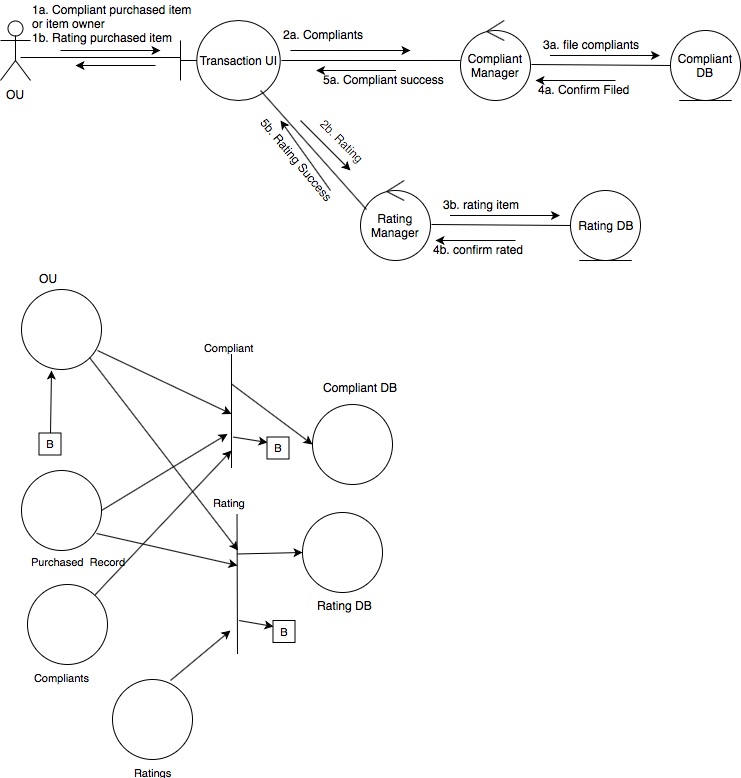 1a. Compliant purchased item
or item owner
1b. Rating purchased item
OU
Transaction UI
2a. Compliants
5a. Compliant success
Compliant
Manager
3a. file compliants
4a. Confirm Filed
Compliant
DB
2b. Rating
5b. Rating Success
Rating
Manager
3b. rating item
4b. confirm rated
Rating DB
OU
B
Compliant
B
Compliant DB
Purchased Record
Rating
B
Rating DB
Compliants
Ratings